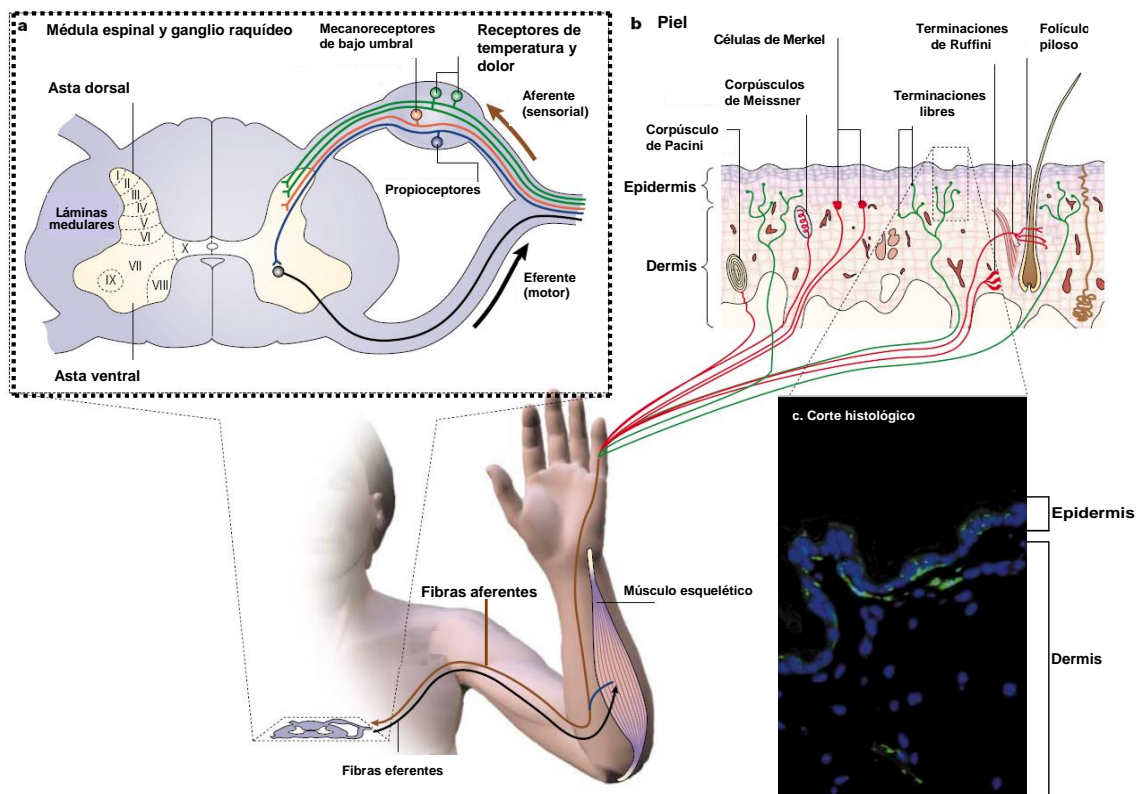 a
Médula espinal y ganglio raquídeo
Mecanoreceptores
de bajo umbral
Receptores de
temperatura y
dolor
Asta dorsal
Aferente
(sensorial)
Propioceptores
Láminas
medulares
I
II
III
IV
V
VI
VII
VIII
IX
X
Eferente
(motor)
Asta ventral
b Piel
Células de Merkel
Terminaciones
de Ruffini
Folículo
piloso
Corpúsculos
de Meissner
Terminaciones
libres
Corpúsculo
de Pacini
Epidermis
Dermis
c. Corte histológico
Epidermis
Dermis
Fibras aferentes
Músculo esquelético
Fibras eferentes